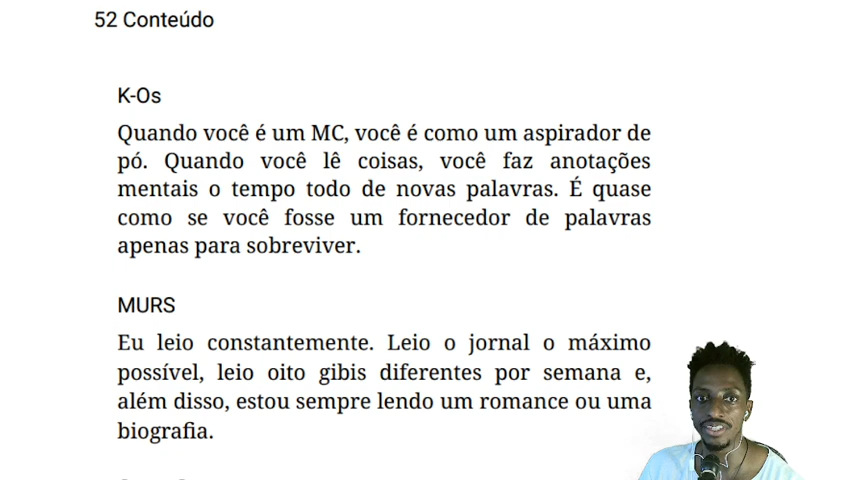 52 Conteúdo
K-Os
Quando você é um MC, você é como um aspirador de
pó. Quando você lê coisas, você faz anotações
mentais o tempo todo de novas palavras. É quase
como se você fosse um fornecedor de palavras
apenas para sobreviver.
MURS
Eu leio constantemente. Leio o jornal o máximo
possível, leio oito gibis diferentes por semana e,
além disso, estou sempre lendo um romance ou uma
biografia.